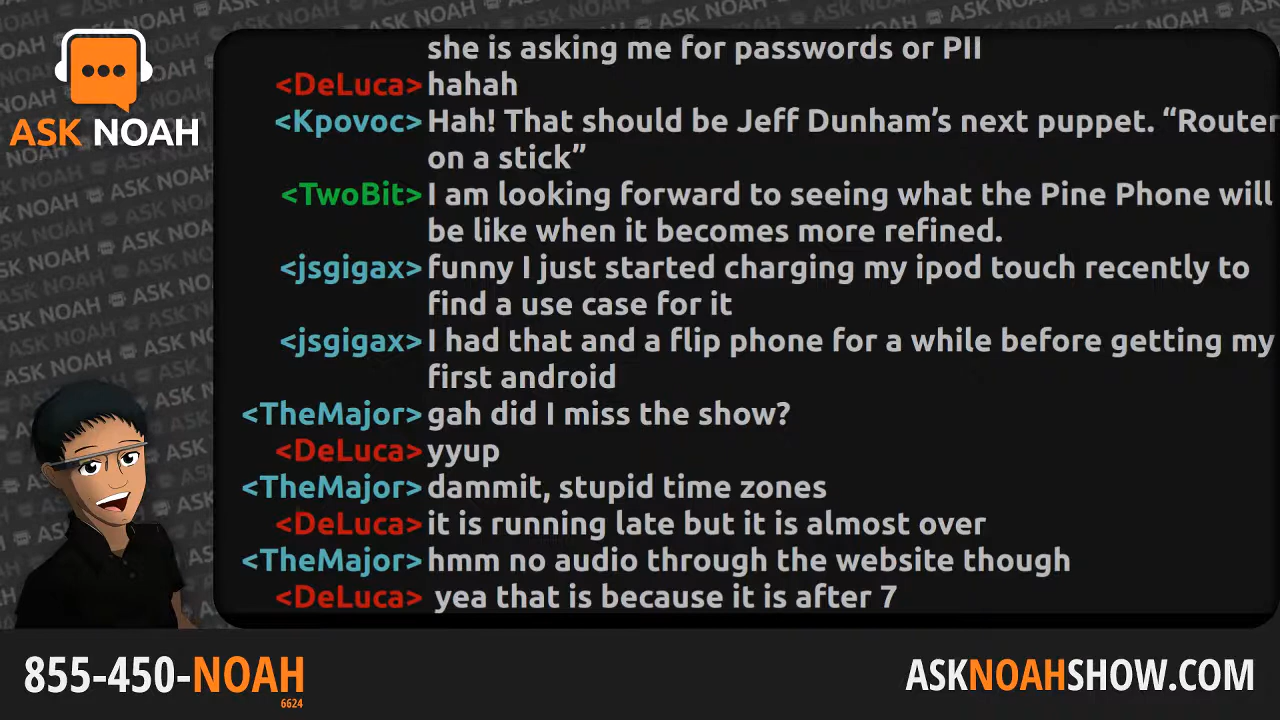 ASK NOAH
she is asking me for passwords or PII
<DeLuca> hahah
<Kpovoc> Hah! That should be Jeff Dunham’s next puppet. “Router
on a stick”
<TwoBit> I am looking forward to seeing what the Pine Phone will
be like when it becomes more refined.
<jsgigax> funny I just started charging my ipod touch recently to
find a use case for it
<jsgigax> I had that and a flip phone for a while before getting my
first android
<TheMajor> gah did I miss the show?
<DeLuca> yyup
<TheMajor> dammit, stupid time zones
<DeLuca> it is running late but it is almost over
<TheMajor> hmm no audio through the website though
<DeLuca> yea that is because it is after 7
855-450-NOAH
6624
ASKNOAHSHOW.COM